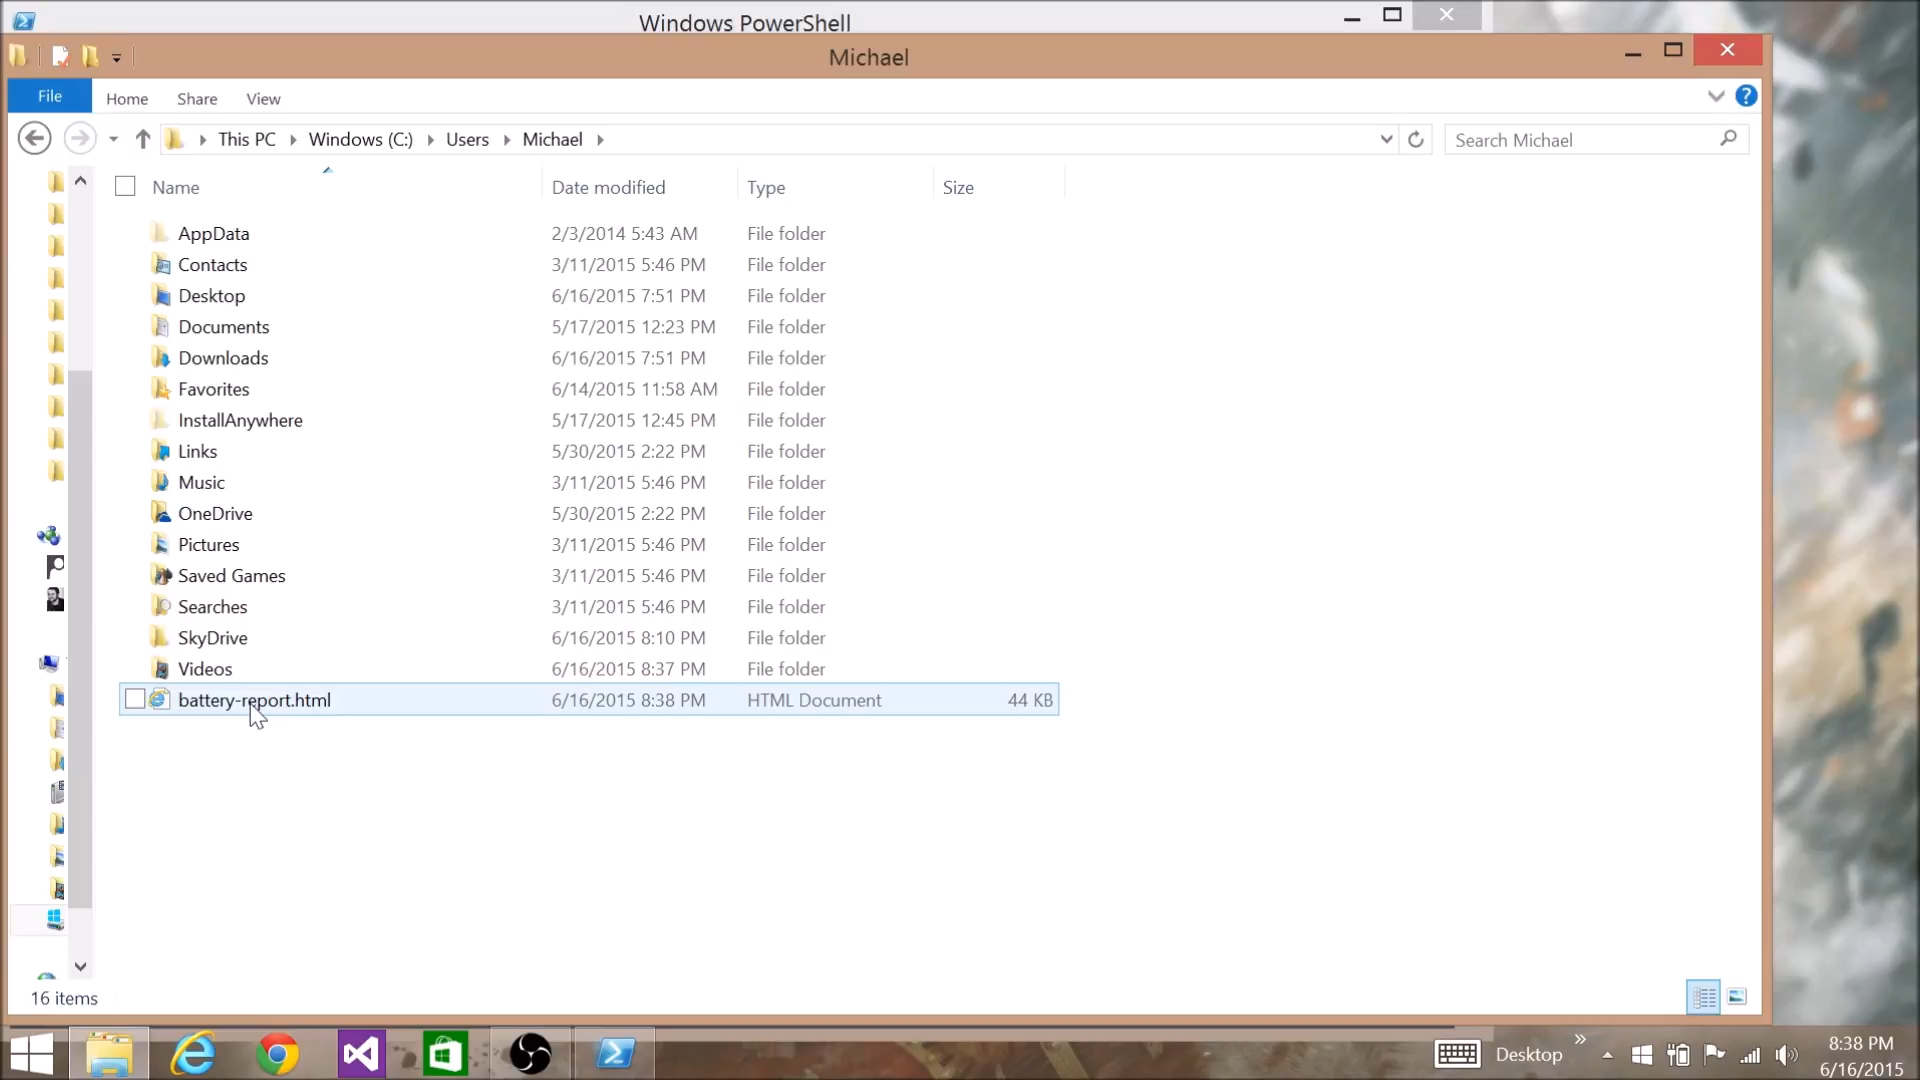 Windows PowerShell
Michael
File Home Share View
This PC Windows (C:) Users Michael
Search Michael
Name Date modified Type Size
AppData 2/3/2014 5:43 AM File folder
Contacts 3/11/2015 5:46 PM File folder
Desktop 6/16/2015 7:51 PM File folder
Documents 5/17/2015 12:23 PM File folder
Downloads 6/16/2015 7:51 PM File folder
Favorites 6/14/2015 11:58 AM File folder
InstallAnywhere 5/17/2015 12:45 PM File folder
Links 5/30/2015 2:22 PM File folder
Music 3/11/2015 5:46 PM File folder
OneDrive 5/30/2015 2:22 PM File folder
Pictures 3/11/2015 5:46 PM File folder
Saved Games 3/11/2015 5:46 PM File folder
Searches 3/11/2015 5:46 PM File folder
SkyDrive 6/16/2015 8:10 PM File folder
Videos 6/16/2015 8:37 PM File folder
battery-report.html 6/16/2015 8:38 PM HTML Document 44 KB
16 items
Desktop
8:38 PM
6/16/2015